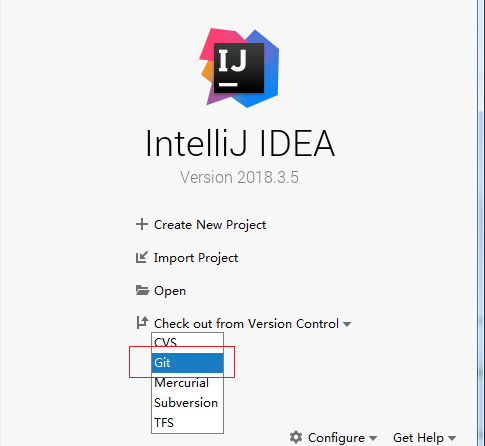 IJ
IntelliJ IDEA
Version 2018.3.5
Create New Project
Import Project
Open
Check out from Version Control
CVS
Git
Mercurial
Subversion
TFS
Configure Get Help